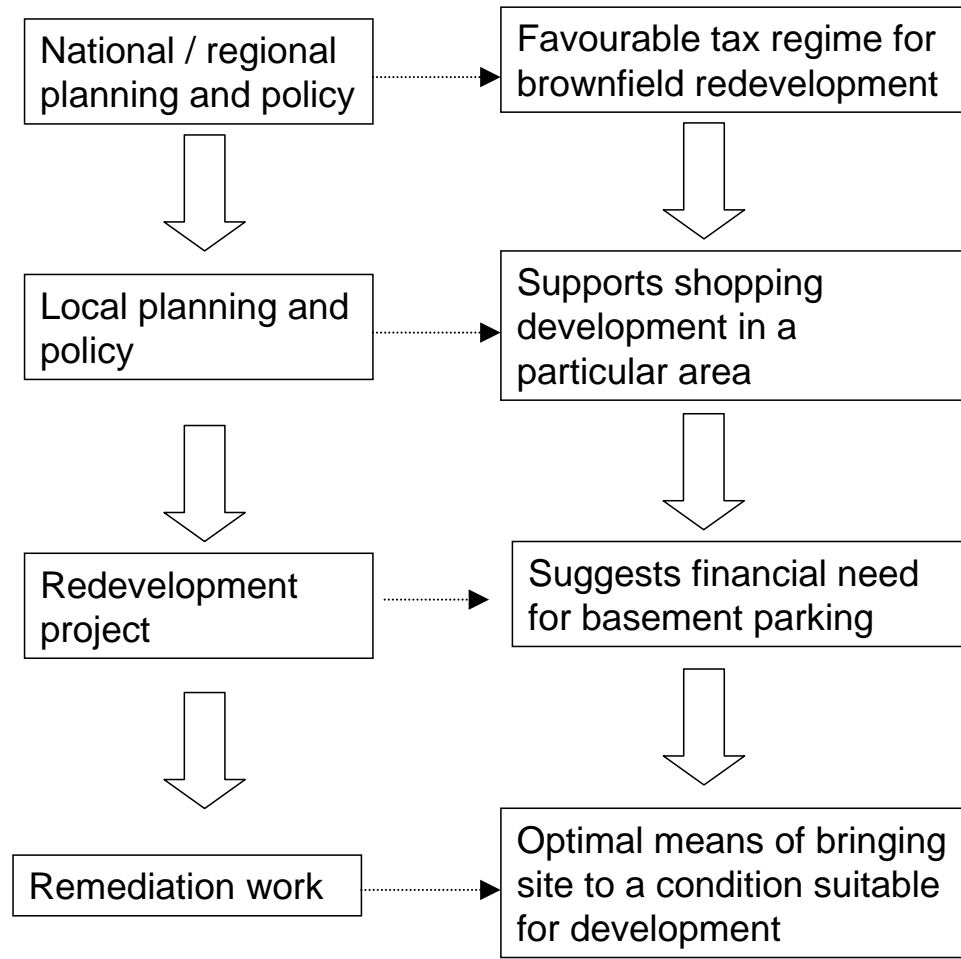 National / regional
planning and policy
Favourable tax regime for
brownfield redevelopment
Local planning and
policy
Supports shopping
development in a
particular area
Redevelopment
project
Suggests financial need
for basement parking
Remediation work
Optimal means of bringing
site to a condition suitable
for development